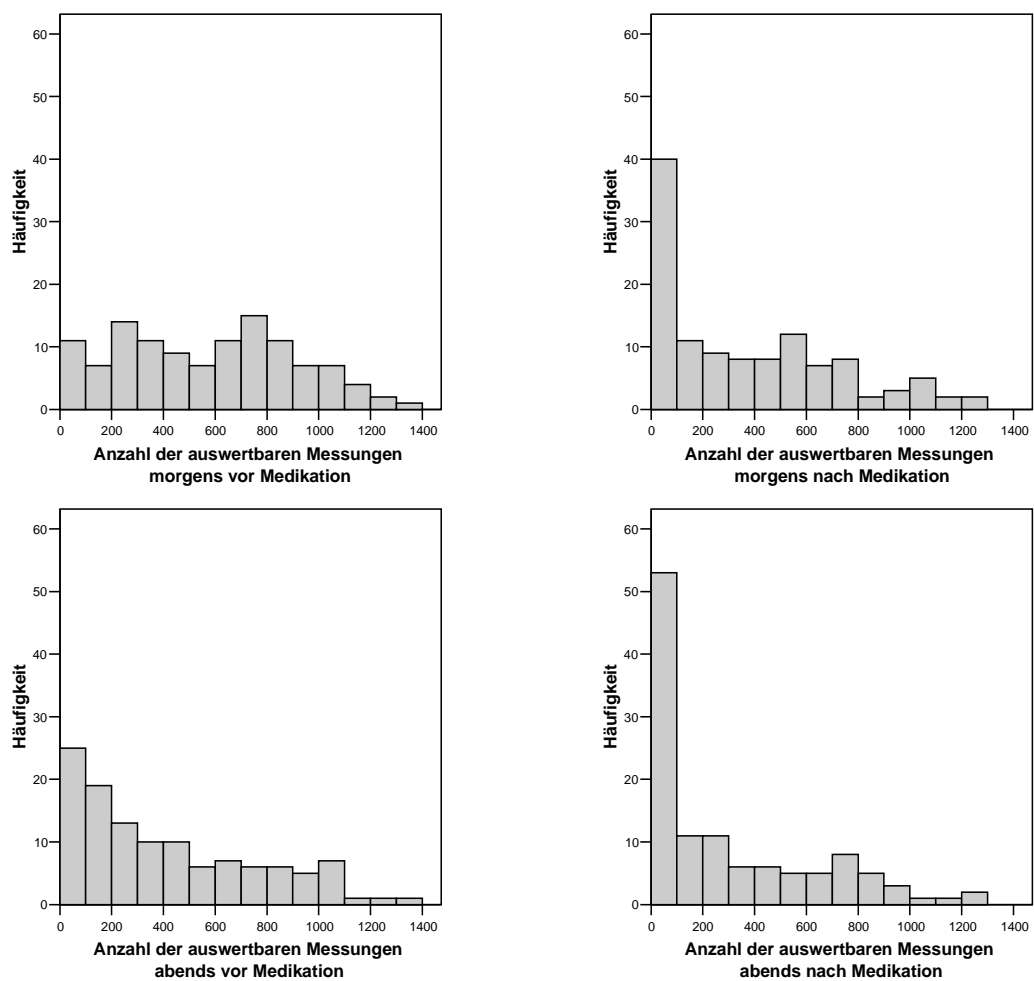 60
50
40
30
20
10
0
Häufigkeit
0 200 400 600 800 1000 1200 1400
Anzahl der auswertbaren Messungen
morgens vor Medikation
60
50
40
30
20
10
0
Häufigkeit
0 200 400 600 800 1000 1200 1400
Anzahl der auswertbaren Messungen
morgens nach Medikation
60
50
40
30
20
10
0
Häufigkeit
0 200 400 600 800 1000 1200 1400
Anzahl der auswertbaren Messungen
abends vor Medikation
60
50
40
30
20
10
0
Häufigkeit
0 200 400 600 800 1000 1200 1400
Anzahl der auswertbaren Messungen
abends nach Medikation